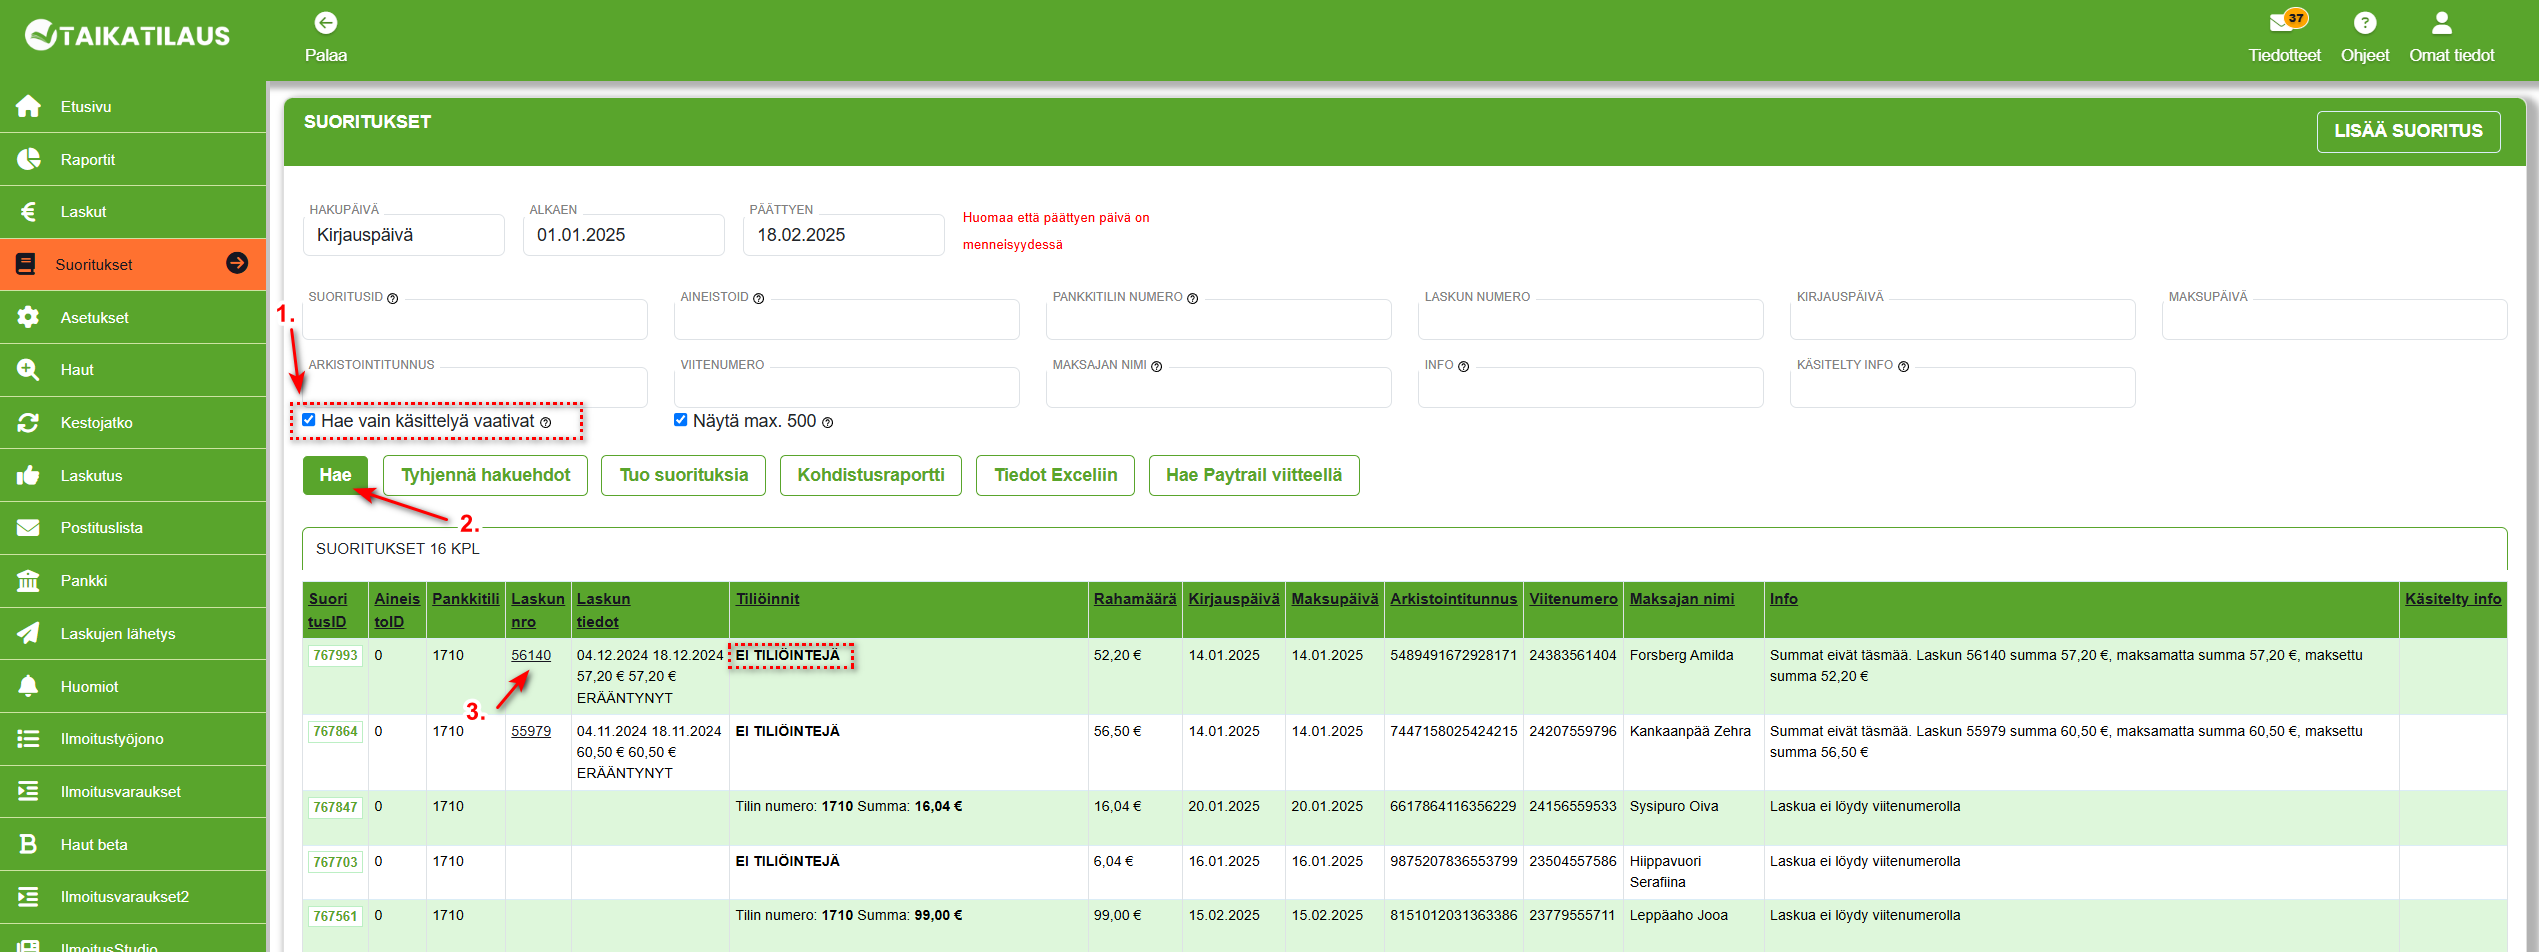 TAIKATILAUS
Palaa
37
Tiedotteet
Ohjeet
Omat tiedot
Etusivu
Raportit
Laskut
Suoritukset
Asetukset
Haut
Kestojatko
Laskutus
Postituslista
Pankki
Laskujen lähetys
Huomiot
Ilmoitustyöjono
Ilmoitusvaraukset
Haut beta
Ilmoitusvaraukset2
IlmoitusStudio
SUORITUKSET
LISÄÄ SUORITUS
HAKUPÄIVÄ
ALKAEN
PÄÄTTYEN
Kirjauspäivä
01.01.2025
18.02.2025
Huomaa että päättyen päivä on
menneisyydessä
SUORITUSID
AINEISTOID
PANKKITILIN NUMERO
LASKUN NUMERO
KIRJAUSPÄIVÄ
MAKSUPÄIVÄ
1.
ARKISTOINTITUNNUS
VIITENUMERO
MAKSAJAN NIMI
INFO
KÄSITELTY INFO
Hae vain käsittelyä vaativat
Näytä max. 500
Hae
Tyhjennä hakuehdot
Tuo suorituksia
Kohdistusraportti
Tiedot Exceliin
Hae Paytrail viitteellä
2.
SUORITUKSET 16 KPL
Suori tusID
Aineis toID
Pankkitili
Laskun nro
Laskun tiedot
Tiliöinnit
Rahamäärä
Kirjauspäivä
Maksupäivä
Arkistointitunnus
Viitenumero
Maksajan nimi
Info
Käsitelty info
767993 0 1710 56140 04.12.2024 18.12.2024 EI TILIÖINTEJÄ 52,20 € 14.01.2025 14.01.2025 5489491672928171 24383561404 Forsberg Amilda Summat eivät täsmää. Laskun 56140 summa 57,20 €, maksamatta summa 57,20 €, maksettu
57,20 € 57,20 € summa 52,20 €
ERÄÄNTYNYT
3.
767864 0 1710 55979 04.11.2024 18.11.2024 EI TILIÖINTEJÄ 56,50 € 14.01.2025 14.01.2025 7447158025424215 24207559796 Kankaanpää Zehra Summat eivät täsmää. Laskun 55979 summa 60,50 €, maksamatta summa 60,50 €, maksettu
60,50 € 60,50 € summa 56,50 €
ERÄÄNTYNYT
767847 0 1710 Tilin numero: 1710 Summa: 16,04 € 16,04 € 20.01.2025 20.01.2025 6617864116356229 24156559533 Sysipuro Oiva Laskua ei löydy viitenumerolla
767703 0 1710 EI TILIÖINTEJÄ 6,04 € 16.01.2025 16.01.2025 9875207836553799 23504557586 Hiippavuori Laskua ei löydy viitenumerolla
Serafiina
767561 0 1710 Tilin numero: 1710 Summa: 99,00 € 99,00 € 15.02.2025 15.02.2025 8151012031363386 23779555711 Leppäaho Jooa Laskua ei löydy viitenumerolla